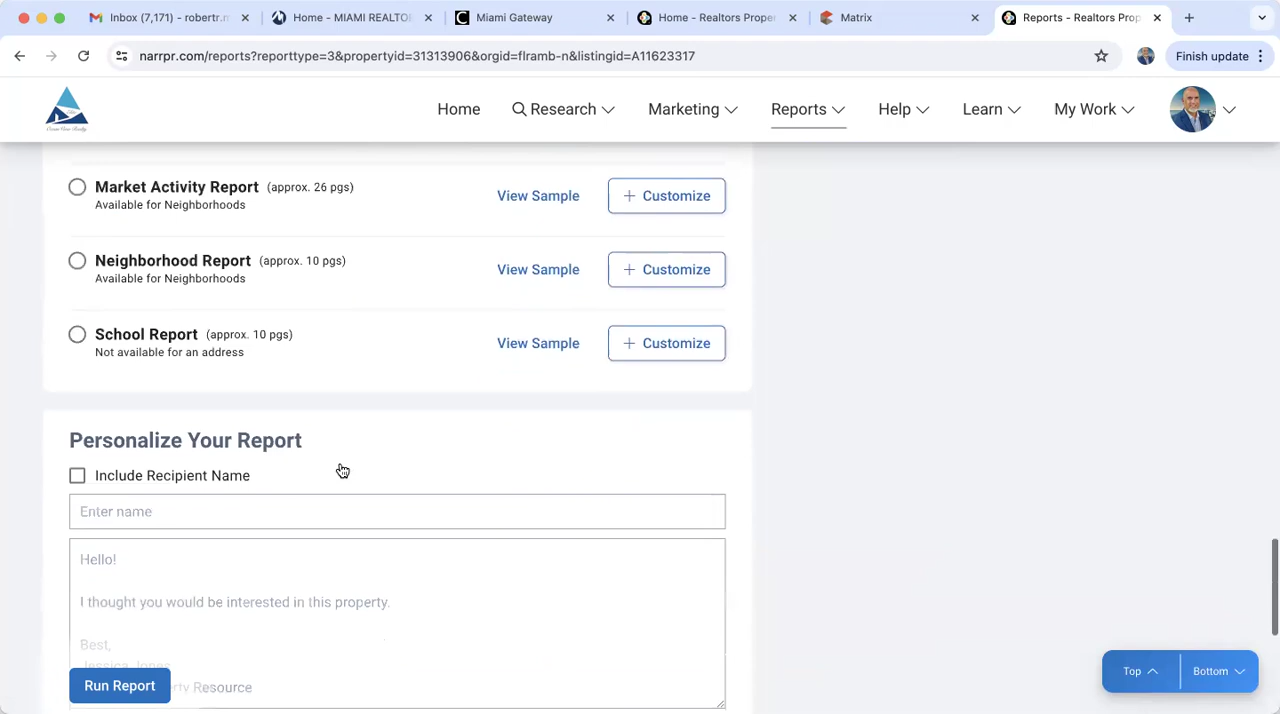 Inbox (7,171) - robertr.m
Home - MIAMI REALTO
Miami Gateway
Home - Realtors Prope
Matrix
Reports - Realtors Prop
narrpr.com/reports?reporttype=3&propertyid=31313906&orgid=flramb-n&listingid=A11623317
Finish update
Home
Research
Marketing
Reports
Help
Learn
My Work
Market Activity Report (approx. 26 pgs)
Available for Neighborhoods
View Sample
+ Customize
Neighborhood Report (approx. 10 pgs)
Available for Neighborhoods
View Sample
+ Customize
School Report (approx. 10 pgs)
Not available for an address
View Sample
+ Customize
Personalize Your Report
Include Recipient Name
Enter name
Hello!
I thought you would be interested in this property.
Best,
Jessica Jones
Run Report
rty Resource
Top
Bottom